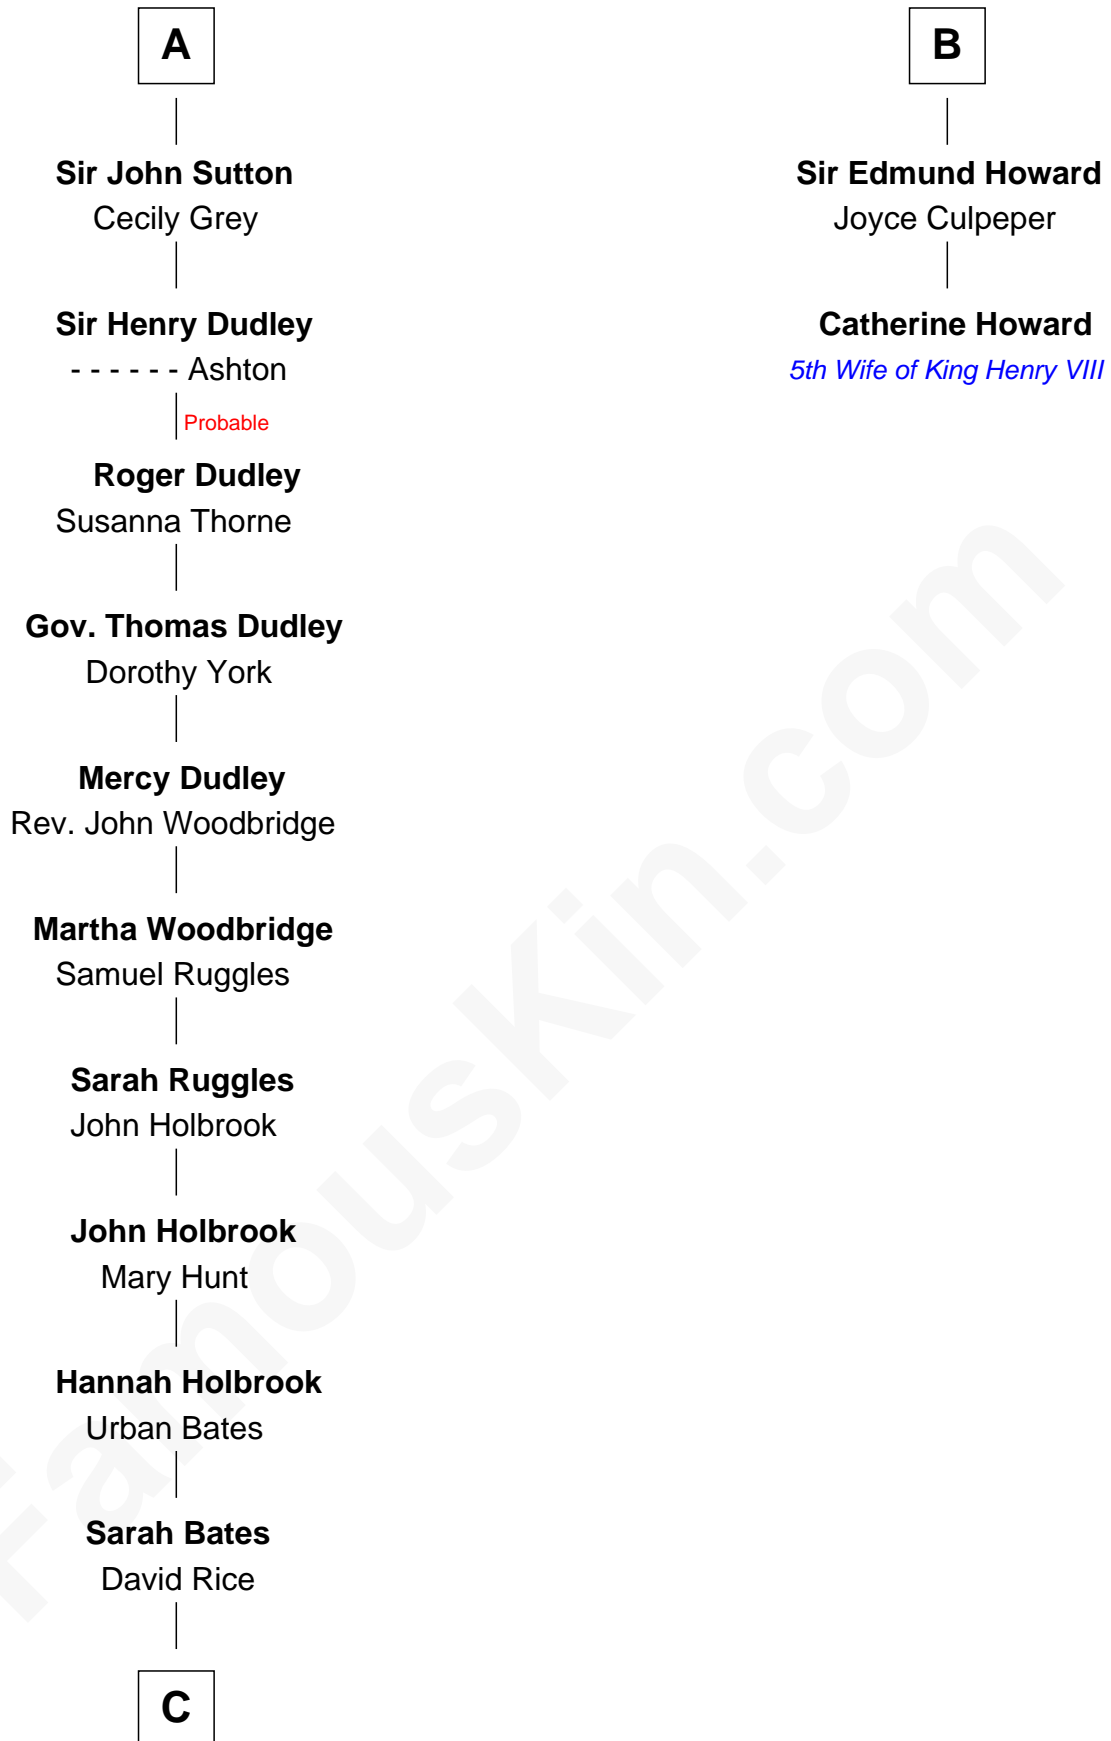 A
Sir John Sutton
Cecily Grey
Sir Henry Dudley
- - - - - - Ashton
Probable
Roger Dudley
Susanna Thorne
Gov. Thomas Dudley
Dorothy York
Mercy Dudley
Rev. John Woodbridge
Martha Woodbridge
Samuel Ruggles
Sarah Ruggles
John Holbrook
John Holbrook
Mary Hunt
Hannah Holbrook
Urban Bates
Sarah Bates
David Rice
C
B
Sir Edmund Howard
Joyce Culpeper
Catherine Howard
5th Wife of King Henry VIII
FamousKin.com